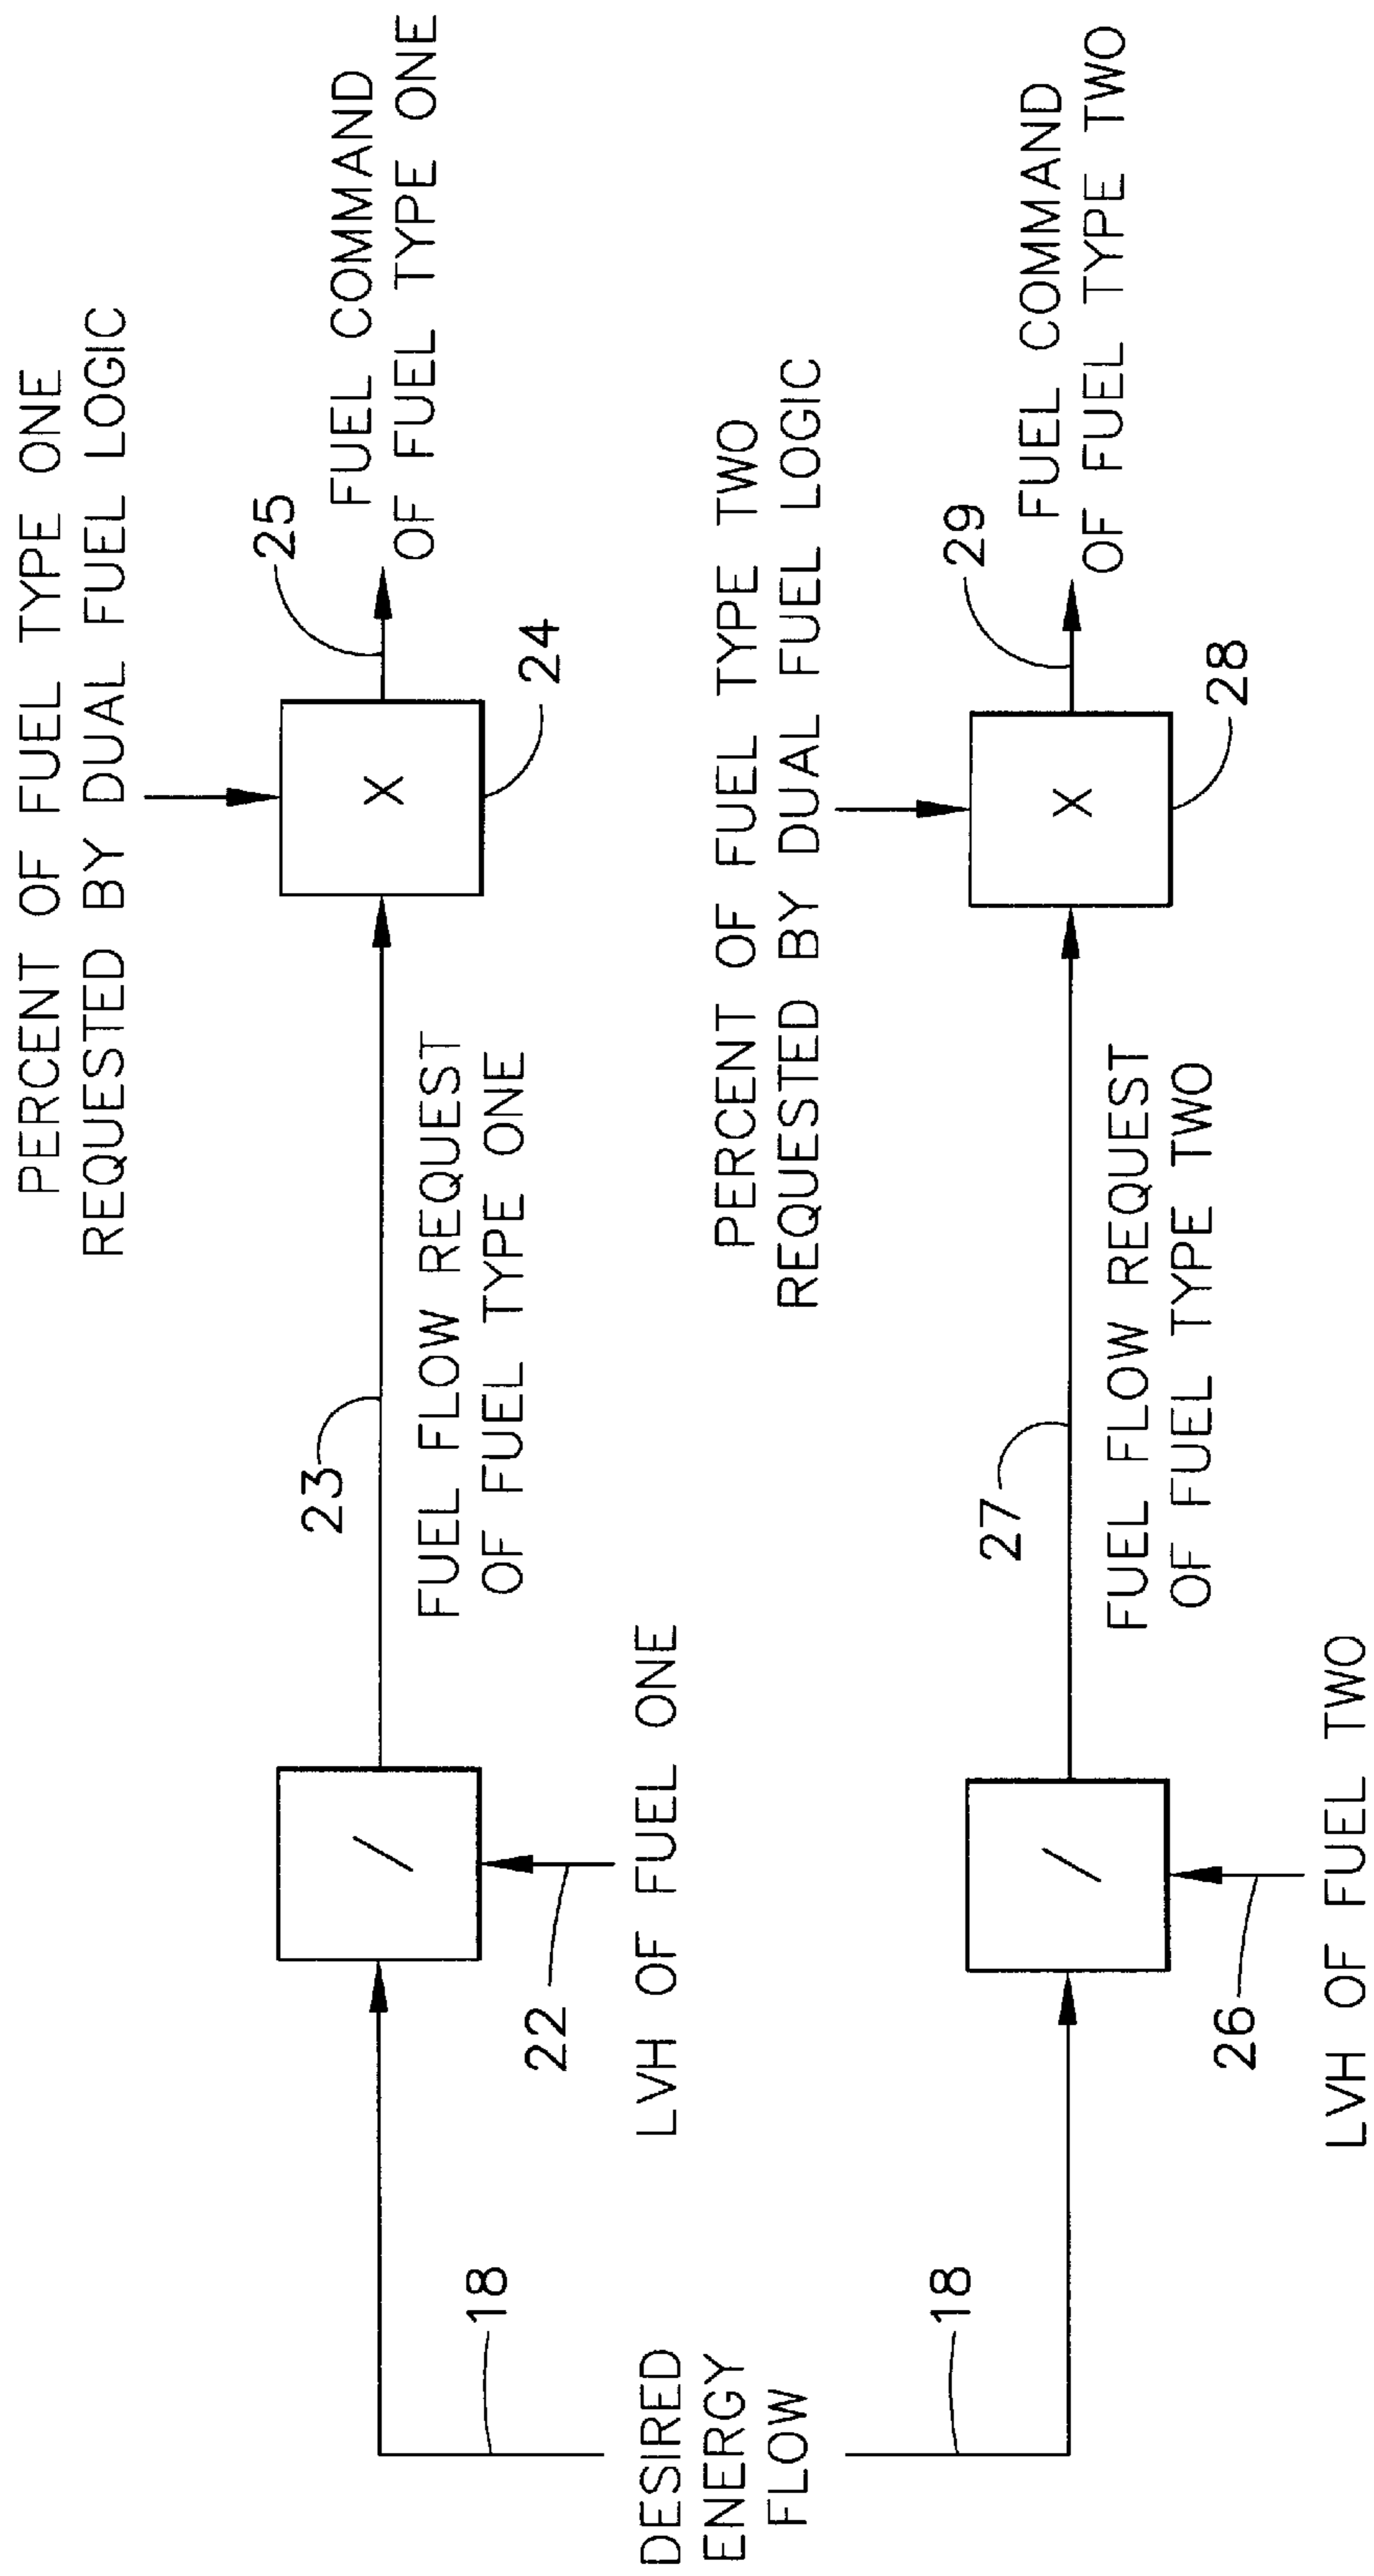 PERCENT OF FUEL TYPE ONE
REQUESTED BY DUAL FUEL LOGIC
25
FUEL COMMAND
OF FUEL TYPE ONE
X
24
23
FUEL FLOW REQUEST
OF FUEL TYPE ONE
/
22
LVH OF FUEL ONE
18
DESIRED
ENERGY
FLOW
18
PERCENT OF FUEL TYPE TWO
REQUESTED BY DUAL FUEL LOGIC
29
FUEL COMMAND
OF FUEL TYPE TWO
X
28
27
FUEL FLOW REQUEST
OF FUEL TYPE TWO
/
26
LVH OF FUEL TWO